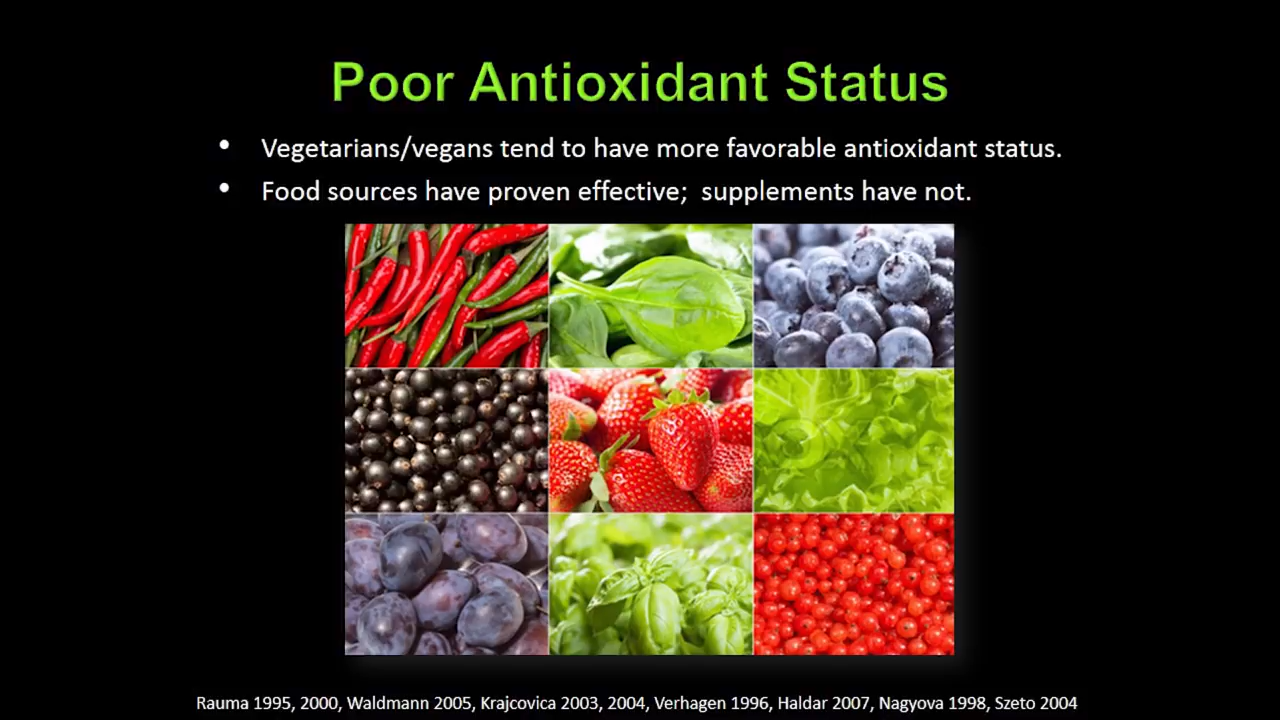 Poor Antioxidant Status
• Vegetarians/vegans tend to have more favorable antioxidant status.
• Food sources have proven effective;  supplements have not.
Rauma 1995, 2000, Waldmann 2005, Krajcovica 2003, 2004, Verhagen 1996, Haldar 2007, Nagyova 1998, Szeto 2004